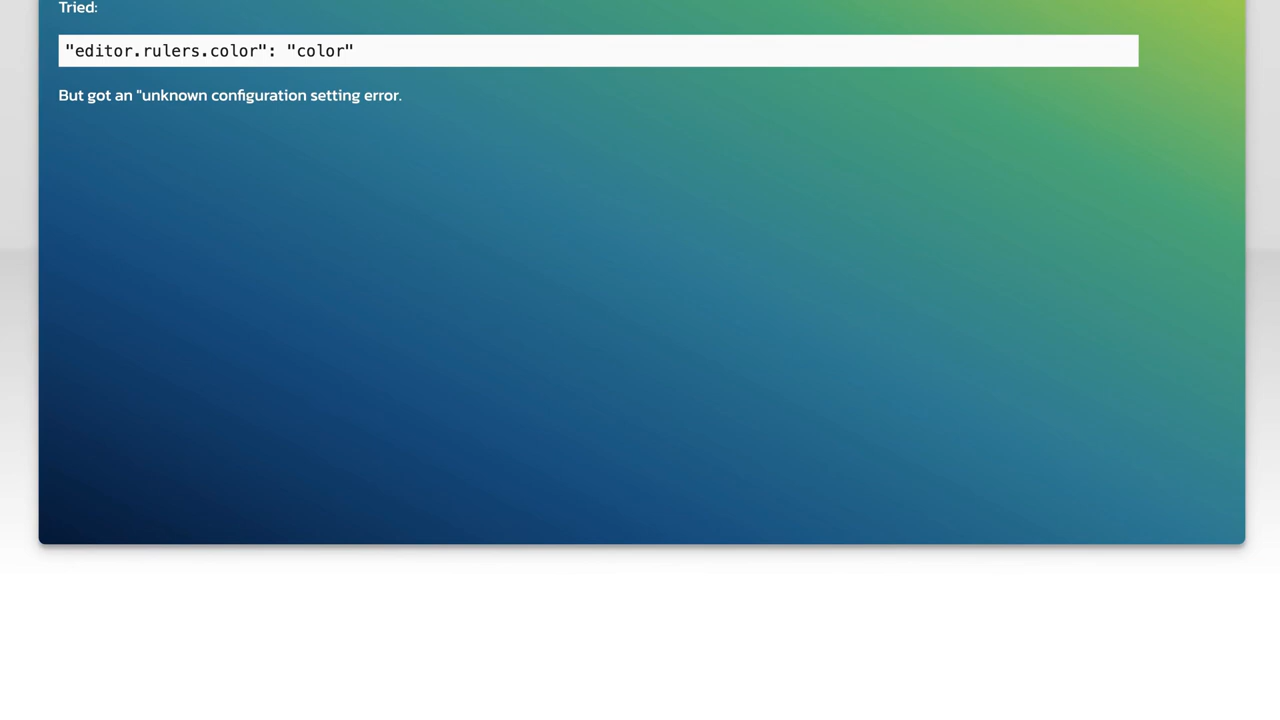 Tried:
"editor.rulers.color": "color"
But got an "unknown configuration setting error.